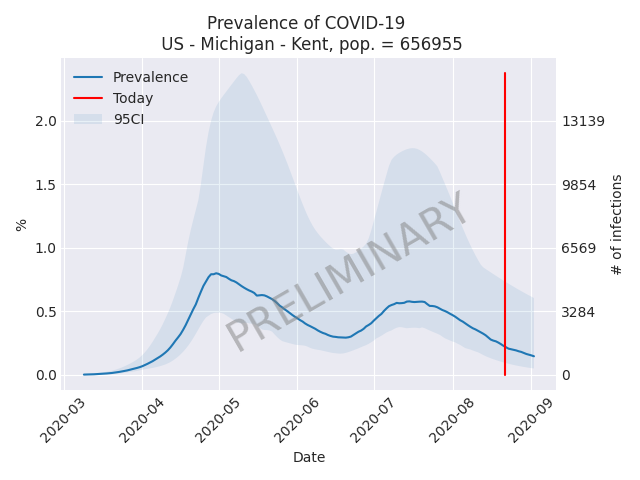 Prevalence of COVID-19
US - Michigan - Kent, pop. = 656955
Prevalence
Today
95CI
PRELIMINARY
%
2.0
1.5
1.0
0.5
0.0
13139
9854
6569
3284
0
# of infections
2020-03
2020-04
2020-05
2020-06
2020-07
2020-08
2020-09
Date